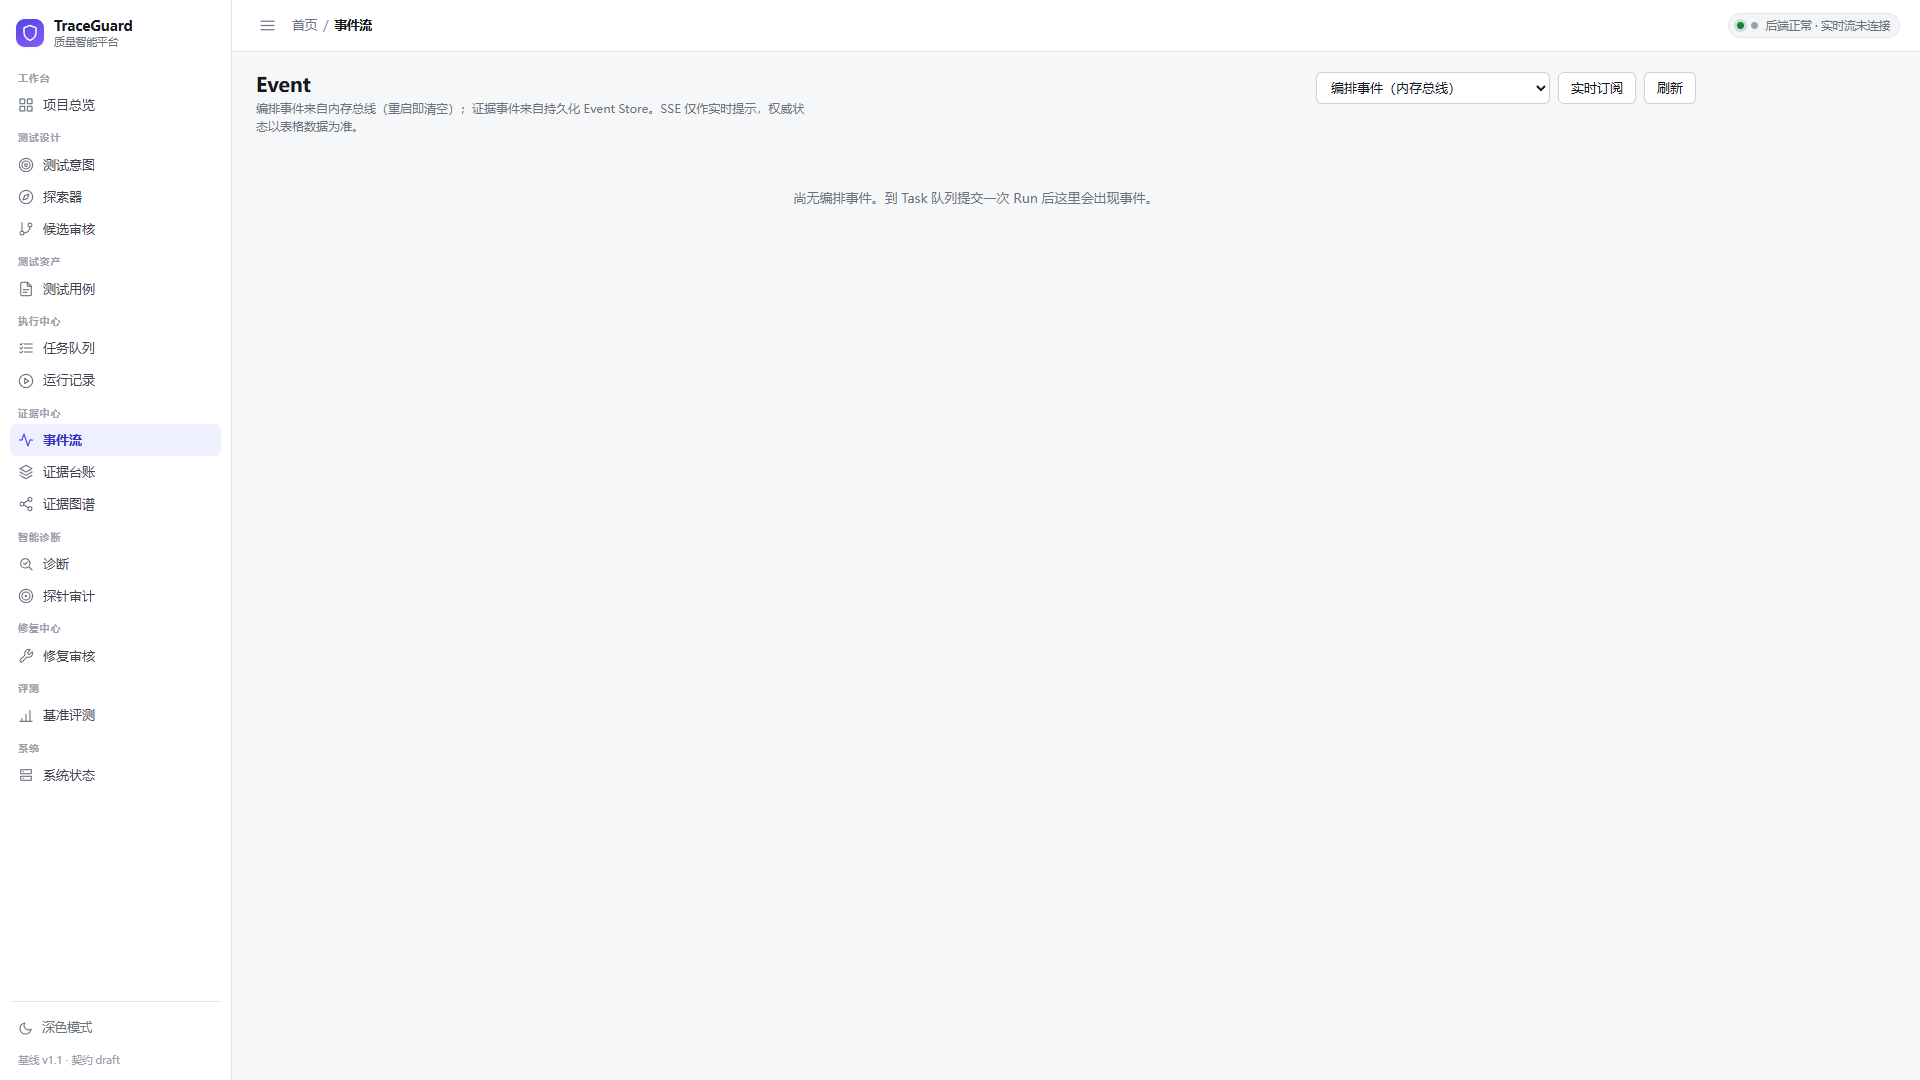 TraceGuard
质量智能平台
工作台
项目总览
测试设计
测试意图
探索器
候选审核
测试资产
测试用例
执行中心
任务队列
运行记录
证据中心
事件流
证据台账
证据图谱
智能诊断
诊断
探针审计
修复中心
修复审核
评测
基准评测
系统
系统状态
深色模式
基线 v1.1 · 契约 draft
首页 / 事件流
后端正常 · 实时流未连接
Event
编排事件来自内存总线（重启即清空）；证据事件来自持久化 Event Store。SSE 仅作实时提示，权威状
态以表格数据为准。
编排事件（内存总线）
实时订阅
刷新
尚无编排事件。到 Task 队列提交一次 Run 后这里会出现事件。